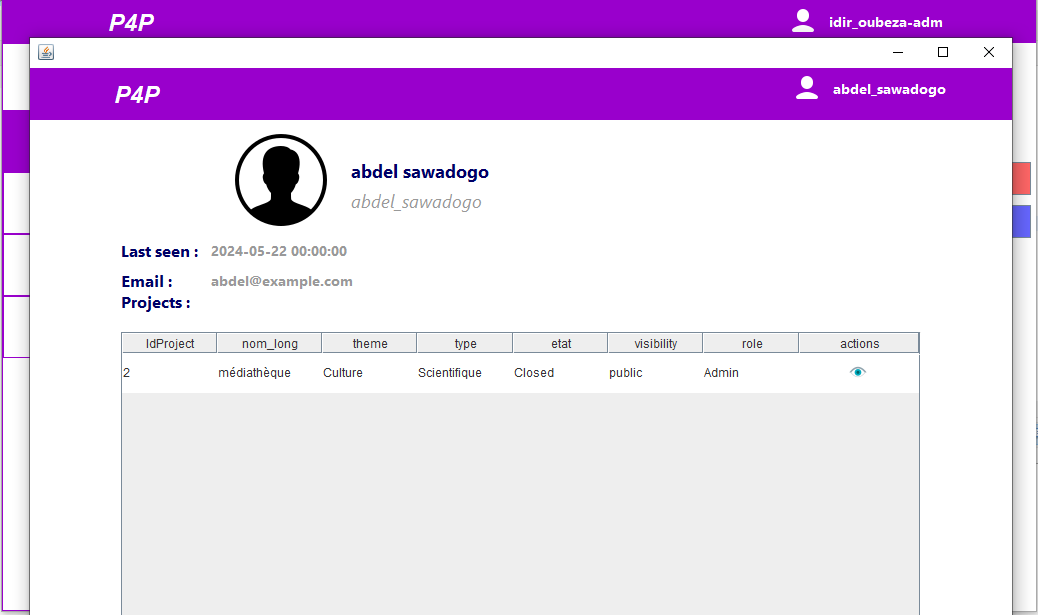 P4P idir_oubeza-adm
P4P abdel_sawadogo
abdel sawadogo
abdel_sawadogo
Last seen : 2024-05-22 00:00:00
Email : abdel@example.com
Projects :
IdProject nom_long theme type etat visibility role actions
2 médiathèque Culture Scientifique Closed public Admin